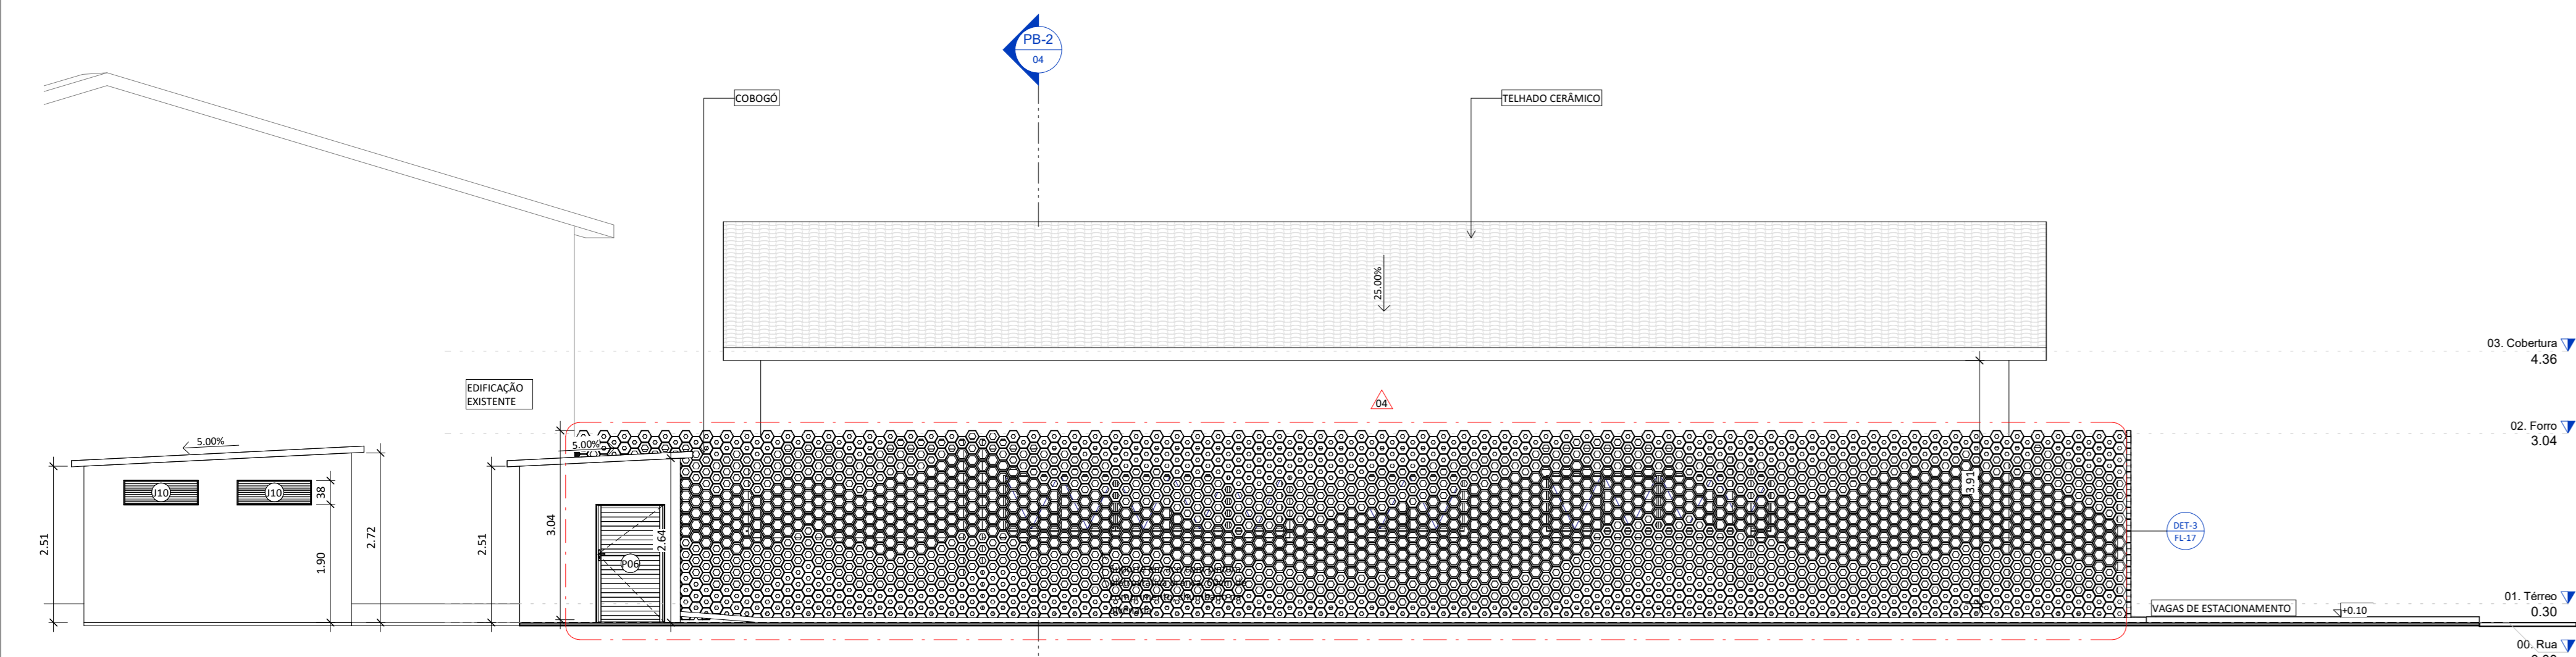 PB-2
04
COBOGÓ
TELHADO CERÂMICO
25.00%
03. Cobertura
4.36
EDIFICAÇÃO
EXISTENTE
04
02. Forro
3.04
5.00%
5.00%
J10
J10
38
2.51
1.90
2.72
2.51
3.04
2.64
P06
3.91
DET-3
FL-17
01. Térreo
0.30
VAGAS DE ESTACIONAMENTO
+0.10
00. Rua